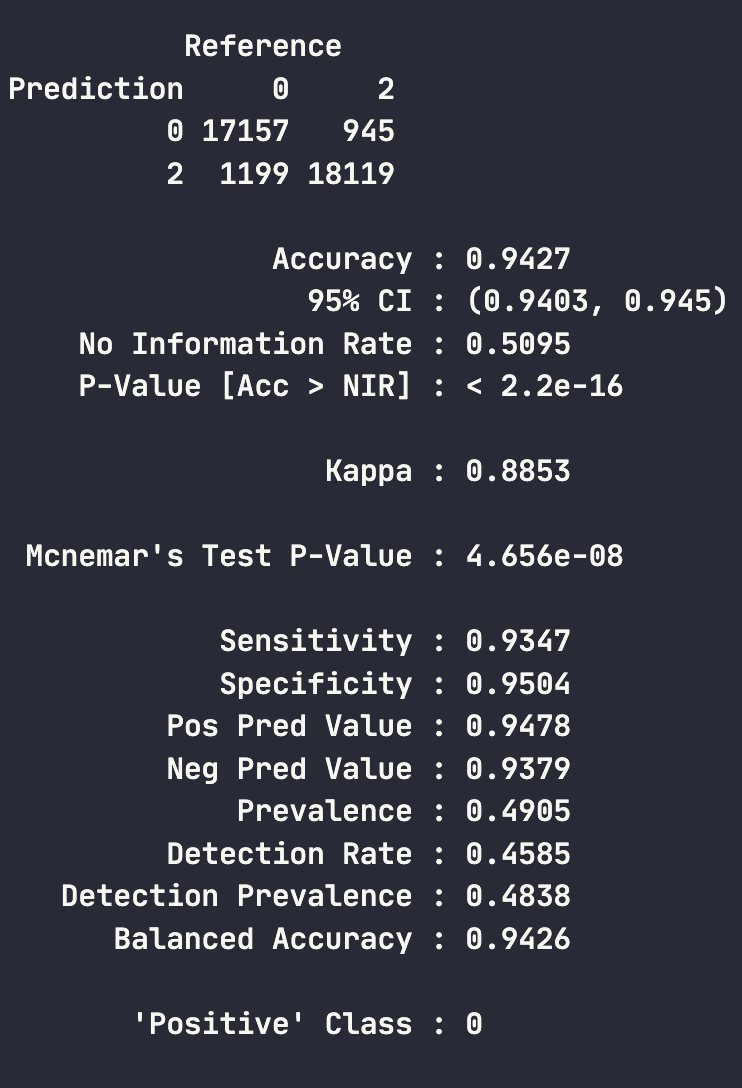 Reference
Prediction 0 2
0 17157 945
2 1199 18119
Accuracy : 0.9427
95% CI : (0.9403, 0.945)
No Information Rate : 0.5095
P-Value [Acc > NIR] : < 2.2e-16
Kappa : 0.8853
Mcnemar's Test P-Value : 4.656e-08
Sensitivity : 0.9347
Specificity : 0.9504
Pos Pred Value : 0.9478
Neg Pred Value : 0.9379
Prevalence : 0.4905
Detection Rate : 0.4585
Detection Prevalence : 0.4838
Balanced Accuracy : 0.9426
'Positive' Class : 0